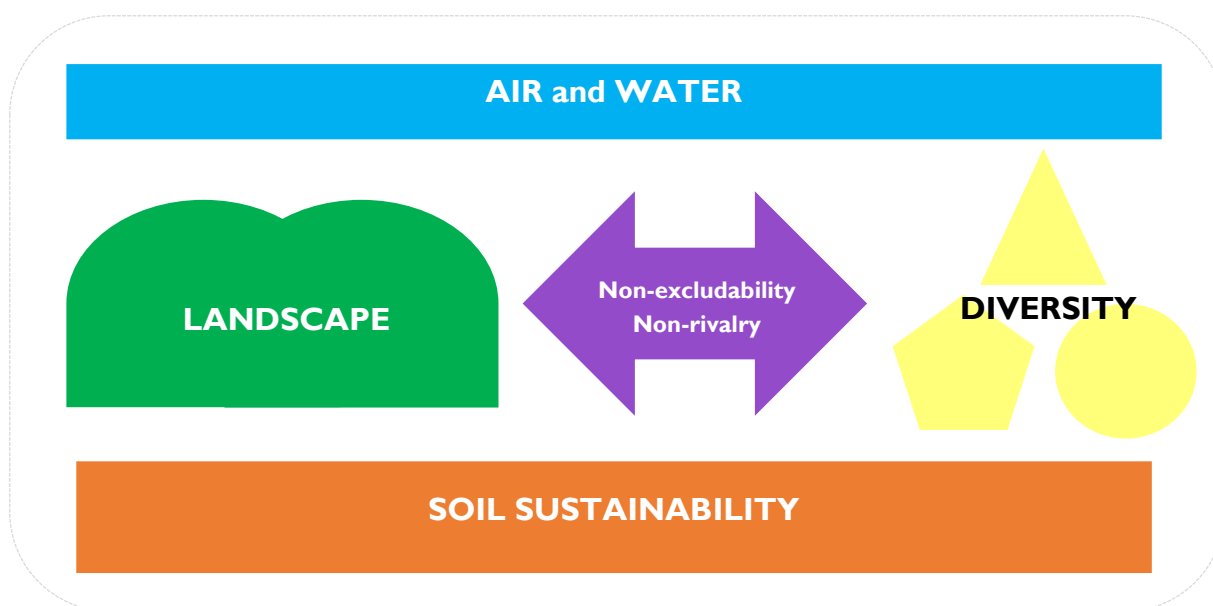 AIR and WATER
Non-excludability
Non-rivalry
LANDSCAPE
DIVERSITY
SOIL SUSTAINABILITY